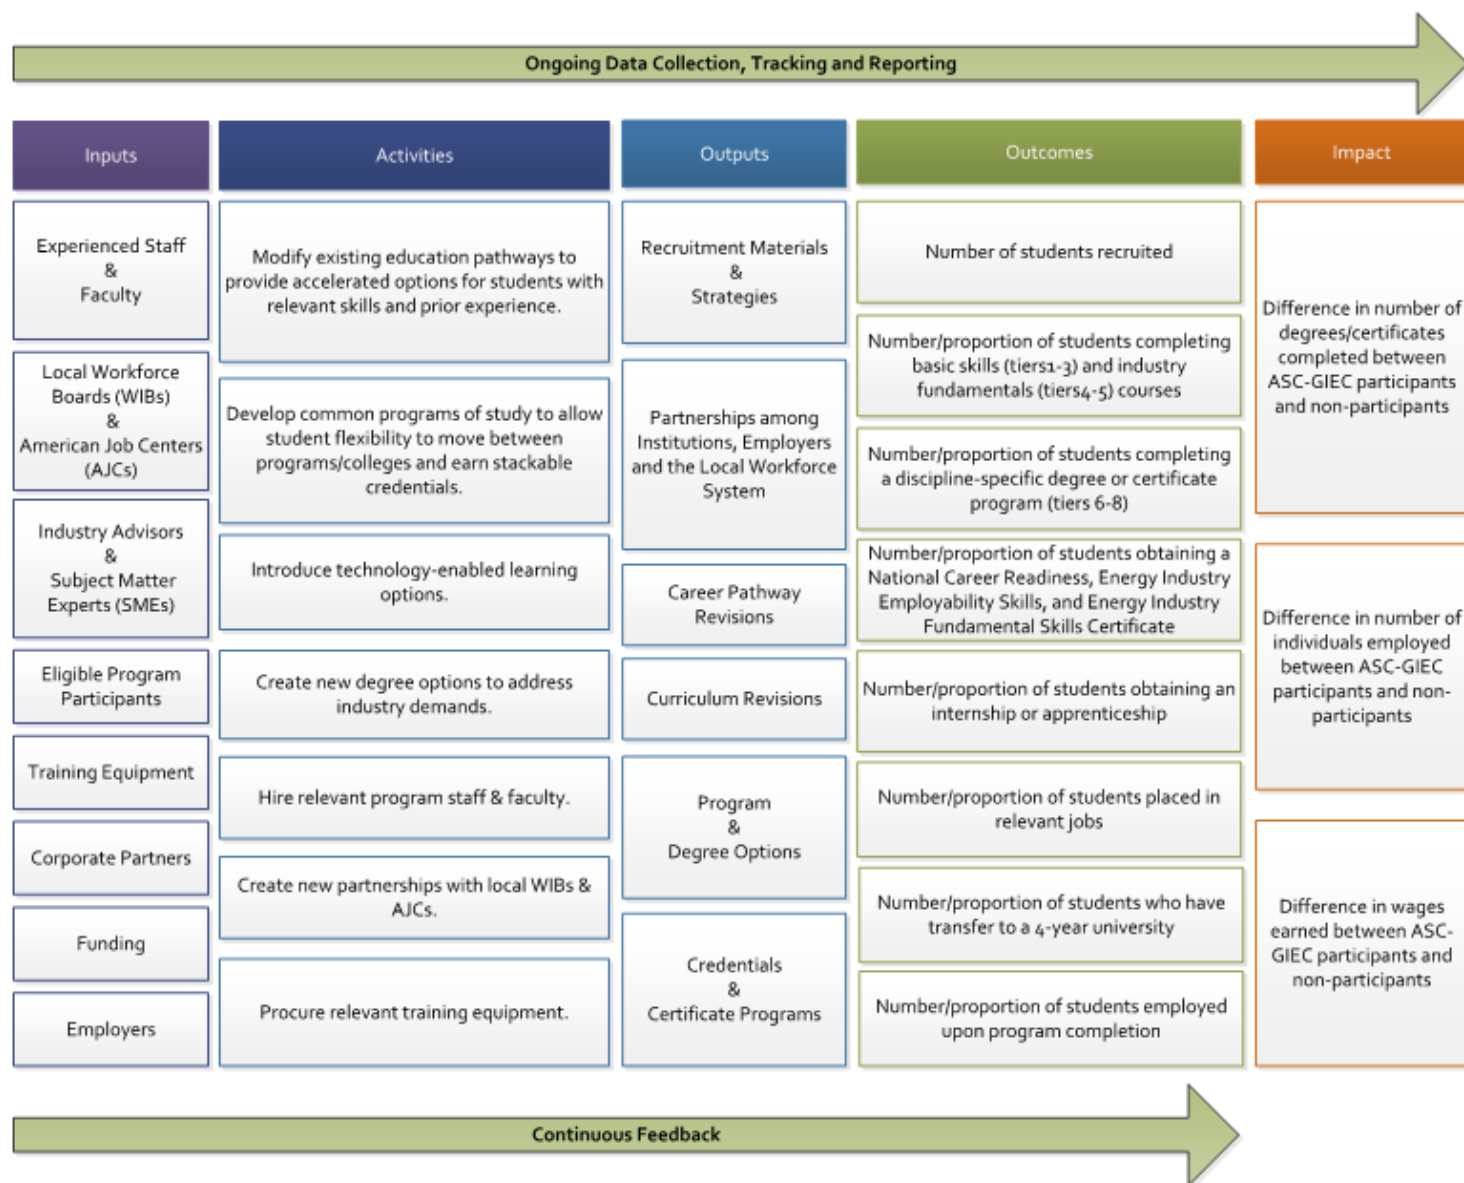 Ongoing Data Collection, Tracking and Reporting
Inputs
Experienced Staff
&
Faculty
Local Workforce
Boards (WIBs)
&
American Job Centers
(AJCs)
Industry Advisors
&
Subject Matter
Experts (SMEs)
Eligible Program
Participants
Training Equipment
Corporate Partners
Funding
Employers
Activities
Modify existing education pathways to
provide accelerated options for students with
relevant skills and prior experience.
Develop common programs of study to allow
student flexibility to move between
programs/colleges and earn stackable
credentials.
Introduce technology-enabled learning
options.
Create new degree options to address
industry demands.
Hire relevant program staff & faculty.
Create new partnerships with local WIBs &
AJCs.
Procure relevant training equipment.
Outputs
Recruitment Materials
&
Strategies
Partnerships among
Institutions, Employers
and the Local Workforce
System
Career Pathway
Revisions
Curriculum Revisions
Program
&
Degree Options
Credentials
&
Certificate Programs
Outcomes
Number of students recruited
Number/proportion of students completing
basic skills (tiers1-3) and industry
fundamentals (tiers4-5) courses
Number/proportion of students completing
a discipline-specific degree or certificate
program (tiers 6-8)
Number/proportion of students obtaining a
National Career Readiness, Energy Industry
Employability Skills, and Energy Industry
Fundamental Skills Certificate
Number/proportion of students obtaining an
internship or apprenticeship
Number/proportion of students placed in
relevant jobs
Number/proportion of students who have
transfer to a 4-year university
Number/proportion of students employed
upon program completion
Impact
Difference in number of
degrees/certificates
completed between
ASC-GIEC participants
and non-participants
Difference in number of
individuals employed
between ASC-GIEC
participants and non-
participants
Difference in wages
earned between ASC-
GIEC participants and
non-participants
Continuous Feedback